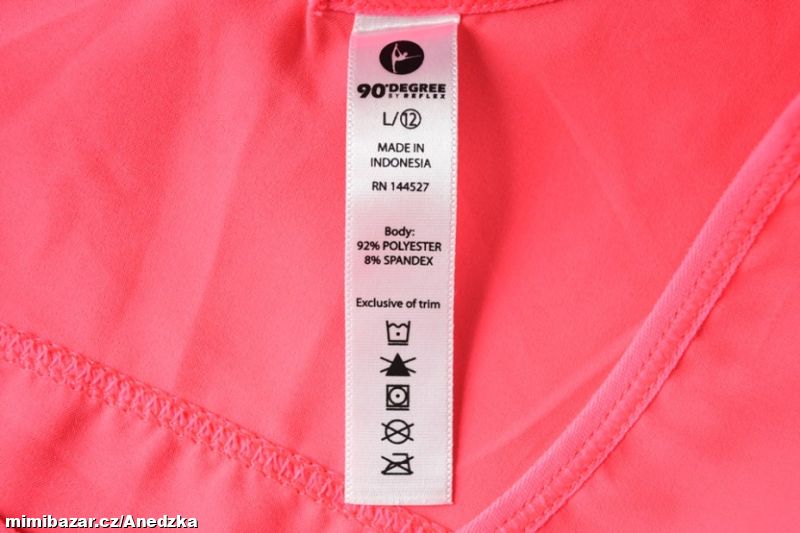 90°DEGREE
BY REFLEX
L/⑫
MADE IN
INDONESIA
RN 144527
Body:
92% POLYESTER
8% SPANDEX
Exclusive of trim
mimibazar.cz/Anedzka